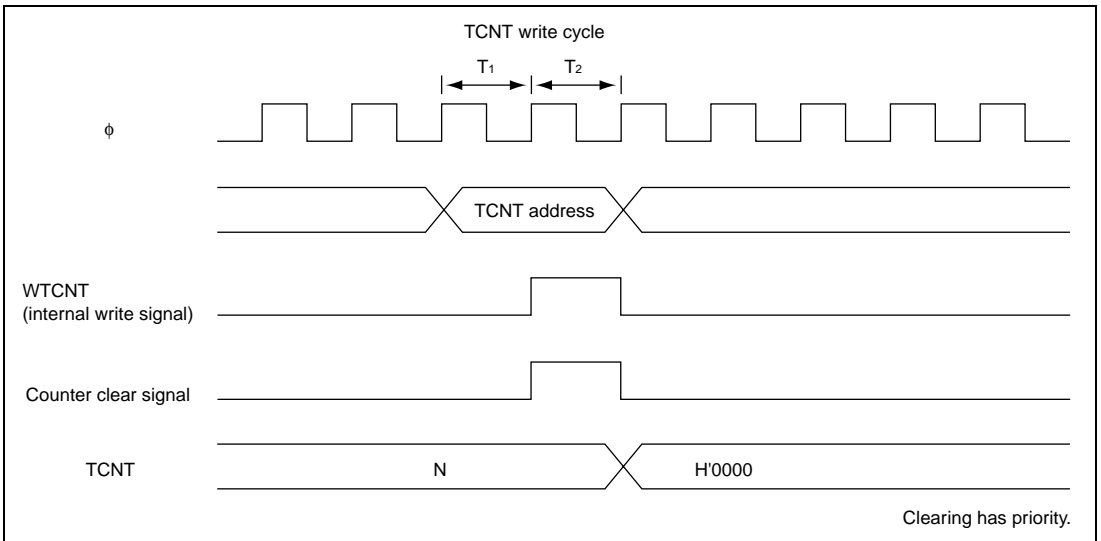 TCNT write cycle
T1 T2
ϕ
TCNT address
WTCNT
(internal write signal)
Counter clear signal
TCNT N H'0000
Clearing has priority.